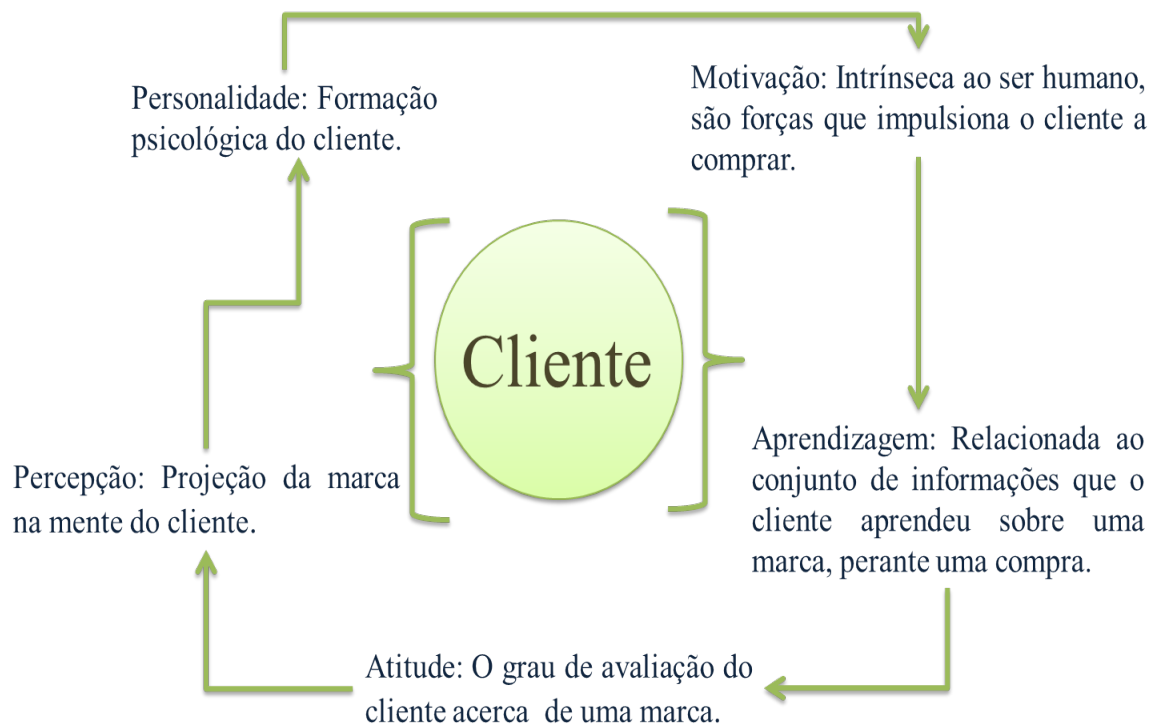 Personalidade: Formação
psicológica do cliente.
Motivação: Intrínseca ao ser humano,
são forças que impulsiona o cliente a
comprar.
Cliente
Aprendizagem: Relacionada ao
conjunto de informações que o
cliente aprendeu sobre uma
marca, perante uma compra.
Percepção: Projeção da marca
na mente do cliente.
Atitude: O grau de avaliação do
cliente acerca de uma marca.